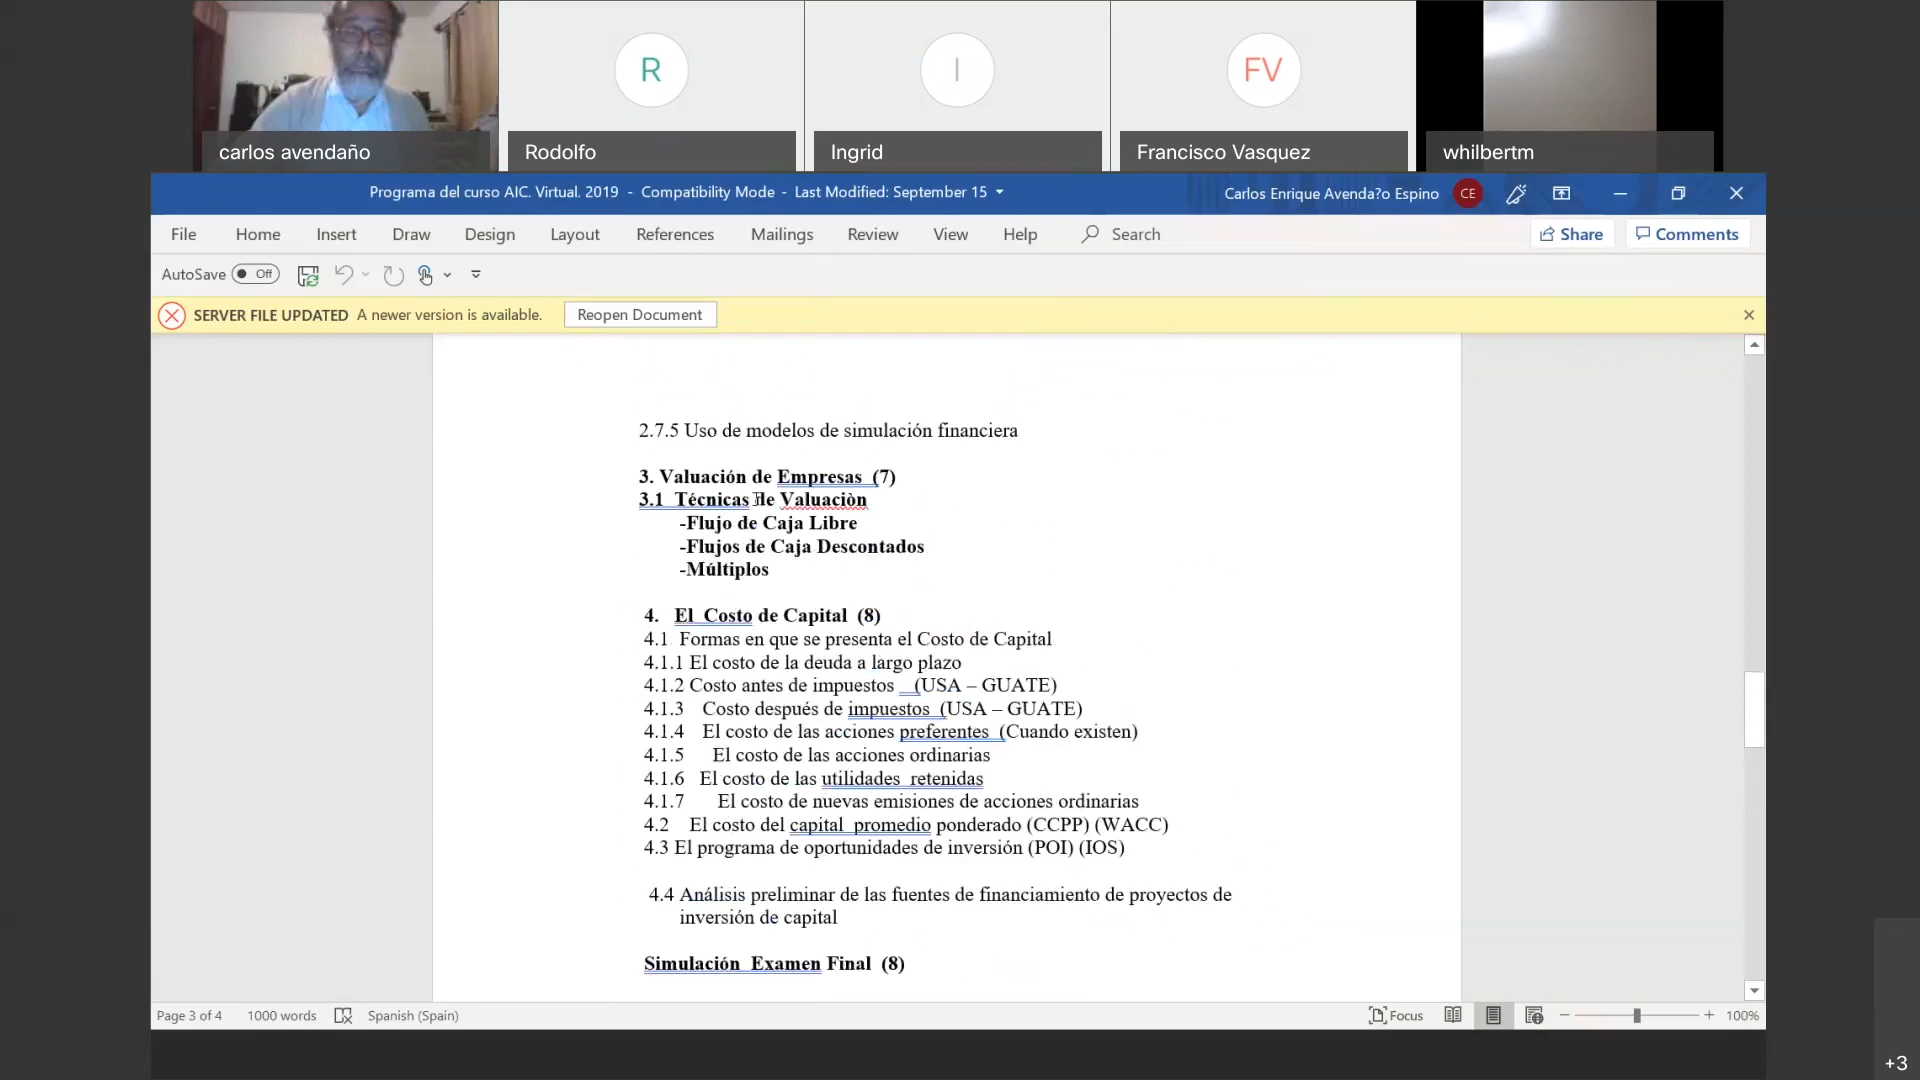 R
I
FV
carlos avendaño
Rodolfo
Ingrid
Francisco Vasquez
whilbertm
Programa del curso AIC. Virtual. 2019 - Compatibility Mode - Last Modified: September 15
Carlos Enrique Avenda?o Espino
CE
File Home Insert Draw Design Layout References Mailings Review View Help Search
Share
Comments
AutoSave Off
SERVER FILE UPDATED A newer version is available.
Reopen Document
2.7.5 Uso de modelos de simulación financiera
3. Valuación de Empresas (7)
3.1 Técnicas de Valuaciòn
-Flujo de Caja Libre
-Flujos de Caja Descontados
-Múltiplos
4. El Costo de Capital (8)
4.1 Formas en que se presenta el Costo de Capital
4.1.1 El costo de la deuda a largo plazo
4.1.2 Costo antes de impuestos (USA – GUATE)
4.1.3 Costo después de impuestos (USA – GUATE)
4.1.4 El costo de las acciones preferentes (Cuando existen)
4.1.5 El costo de las acciones ordinarias
4.1.6 El costo de las utilidades retenidas
4.1.7 El costo de nuevas emisiones de acciones ordinarias
4.2 El costo del capital promedio ponderado (CCPP) (WACC)
4.3 El programa de oportunidades de inversión (POI) (IOS)
4.4 Análisis preliminar de las fuentes de financiamiento de proyectos de
inversión de capital
Simulación Examen Final (8)
Page 3 of 4 1000 words Spanish (Spain)
Focus
100%
+3